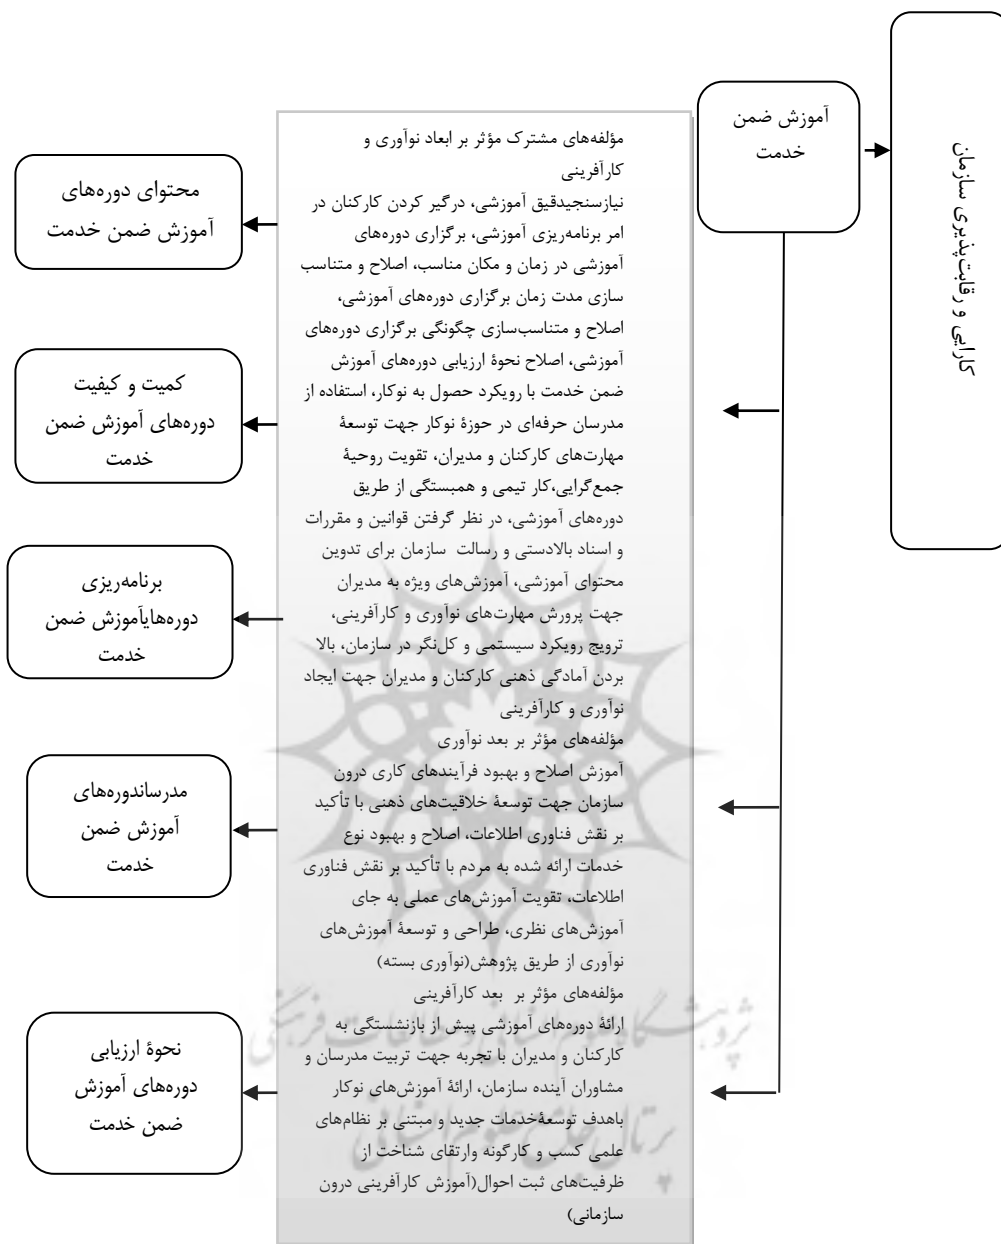 کارایی و رقابت‌پذیری سازمان
آموزش ضمن
خدمت
مؤلفه‌های مشترک مؤثر بر ابعاد نوآوری و
کارآفرینی
نیازسنجیدقیق آموزشی، درگیر کردن کارکنان در
امر برنامه‌ریزی آموزشی، برگزاری دوره‌های
آموزشی در زمان و مکان مناسب، اصلاح و متناسب
سازی مدت زمان برگزاری دوره‌های آموزشی،
اصلاح و متناسب‌سازی چگونگی برگزاری دوره‌های
آموزشی، اصلاح نحوۀ ارزیابی دوره‌های آموزش
ضمن خدمت با رویکرد حصول به نوکار، استفاده از
مدرسان حرفه‌ای در حوزۀ نوکار جهت توسعۀ
مهارت‌های کارکنان و مدیران، تقویت روحیۀ
جمع‌گرایی،کار تیمی و همبستگی از طریق
دوره‌های آموزشی، در نظر گرفتن قوانین و مقررات
و اسناد بالادستی و رسالت سازمان برای تدوین
محتوای آموزشی، آموزش‌های ویژه به مدیران
جهت پرورش مهارت‌های نوآوری و کارآفرینی،
ترویج رویکرد سیستمی و کل‌نگر در سازمان، بالا
بردن آمادگی ذهنی کارکنان و مدیران جهت ایجاد
نوآوری و کارآفرینی
مؤلفه‌های مؤثر بر بعد نوآوری
آموزش اصلاح و بهبود فرآیندهای کاری درون
سازمان جهت توسعۀ خلاقیت‌های ذهنی با تأکید
بر نقش فناوری اطلاعات، اصلاح و بهبود نوع
خدمات ارائه شده به مردم با تأکید بر نقش فناوری
اطلاعات، تقویت آموزش‌های عملی به جای
آموزش‌های نظری، طراحی و توسعۀ آموزش‌های
نوآوری از طریق پژوهش(نوآوری بسته)
مؤلفه‌های مؤثر بر بعد کارآفرینی
ارائۀ دوره‌های آموزشی پیش از بازنشستگی به
کارکنان و مدیران با تجربه جهت تربیت مدرسان و
مشاوران آینده سازمان، ارائۀ آموزش‌های نوکار
باهدف توسعۀخدمات جدید و مبتنی بر نظام‌های
علمی کسب و کارگونه وارتقای شناخت از
ظرفیت‌های ثبت احوال(آموزش کارآفرینی درون
سازمانی)
محتوای دوره‌های
آموزش ضمن خدمت
کمیت و کیفیت
دوره‌های آموزش ضمن
خدمت
برنامه‌ریزی
دوره‌هایآموزش ضمن
خدمت
مدرساندوره‌های
آموزش ضمن
خدمت
نحوۀ ارزیابی
دوره‌های آموزش
ضمن خدمت
پژوهشگاه علوم انسانی و مطالعات فرهنگی
پرتال جامع علوم انسانی